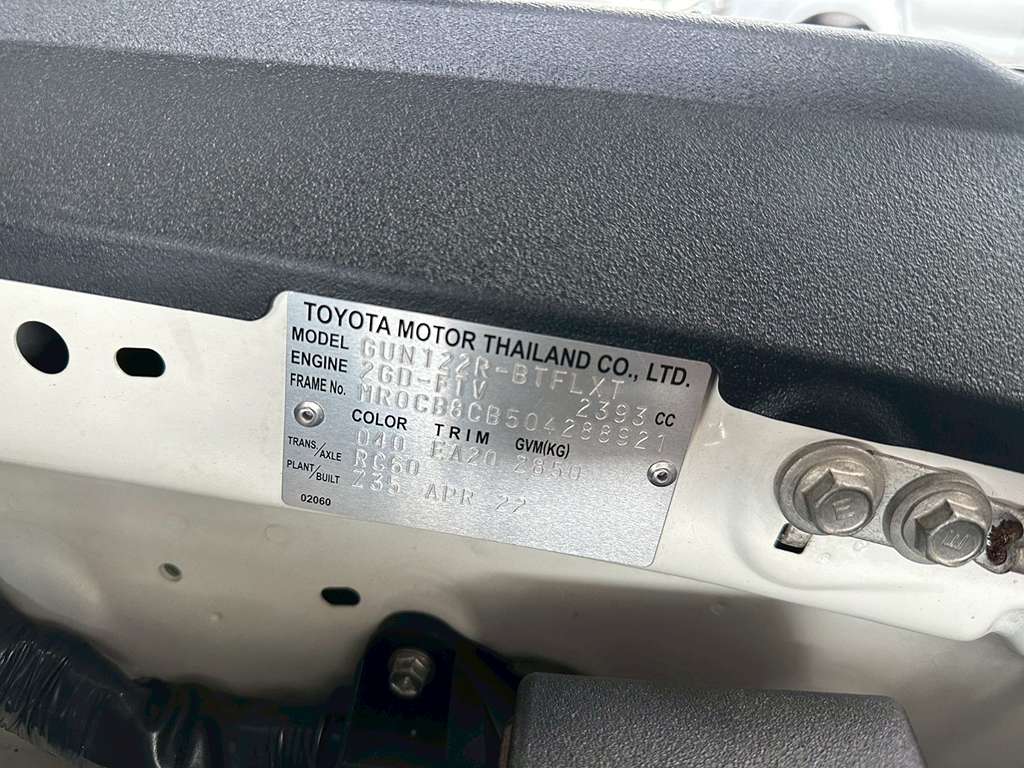 TOYOTA MOTOR THAILAND CO., LTD.
MODEL GUN122R-BTFLXT
ENGINE 2GD-FTV 2393 CC
FRAME No. MR0CB8CB504288921
COLOR TRIM GVM(KG)
040 EA20 2850
TRANS./AXLE RC60
PLANT/BUILT Z35 APR 22
02060